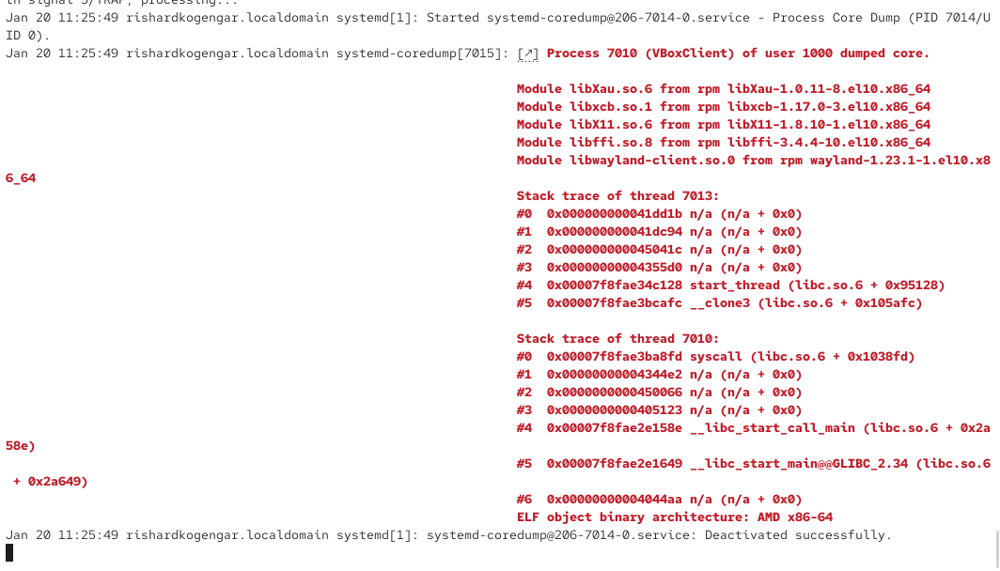 in signal 5/TRAP, processing...
Jan 20 11:25:49 rishardkogengar.localdomain systemd[1]: Started systemd-coredump@206-7014-0.service - Process Core Dump (PID 7014/U
ID 0).
Jan 20 11:25:49 rishardkogengar.localdomain systemd-coredump[7015]: [↗] Process 7010 (VBoxClient) of user 1000 dumped core.
Module libXau.so.6 from rpm libXau-1.0.11-8.el10.x86_64
Module libxcb.so.1 from rpm libxcb-1.17.0-3.el10.x86_64
Module libX11.so.6 from rpm libX11-1.8.10-1.el10.x86_64
Module libffi.so.8 from rpm libffi-3.4.4-10.el10.x86_64
Module libwayland-client.so.0 from rpm wayland-1.23.1-1.el10.x8
6_64
Stack trace of thread 7013:
#0  0x000000000041dd1b n/a (n/a + 0x0)
#1  0x000000000041dc94 n/a (n/a + 0x0)
#2  0x000000000045041c n/a (n/a + 0x0)
#3  0x00000000004355d0 n/a (n/a + 0x0)
#4  0x00007f8fae34c128 start_thread (libc.so.6 + 0x95128)
#5  0x00007f8fae3bcafc __clone3 (libc.so.6 + 0x105afc)
Stack trace of thread 7010:
#0  0x00007f8fae3ba8fd syscall (libc.so.6 + 0x1038fd)
#1  0x00000000004344e2 n/a (n/a + 0x0)
#2  0x0000000000450066 n/a (n/a + 0x0)
#3  0x0000000000405123 n/a (n/a + 0x0)
#4  0x00007f8fae2e158e __libc_start_call_main (libc.so.6 + 0x2a
58e)
#5  0x00007f8fae2e1649 __libc_start_main@@GLIBC_2.34 (libc.so.6
 + 0x2a649)
#6  0x00000000004044aa n/a (n/a + 0x0)
ELF object binary architecture: AMD x86-64
Jan 20 11:25:49 rishardkogengar.localdomain systemd[1]: systemd-coredump@206-7014-0.service: Deactivated successfully.